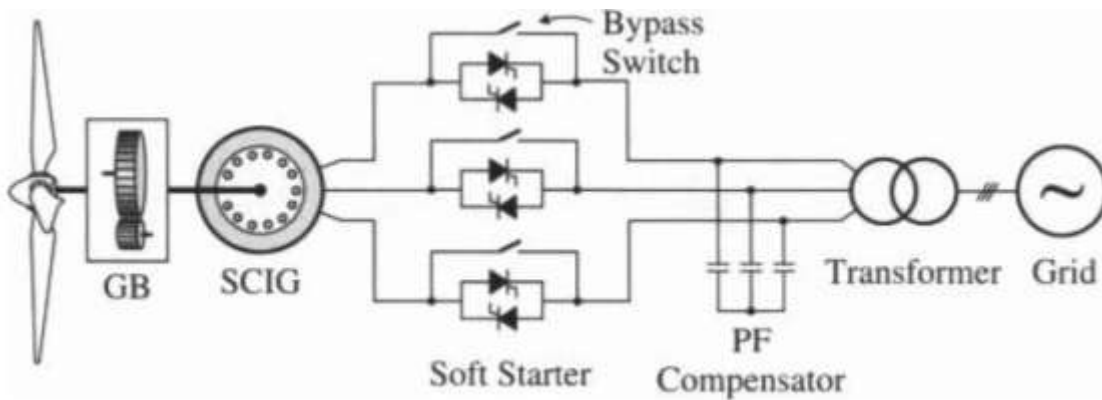 Bypass
Switch
GB
SCIG
Transformer
Grid
Soft Starter
PF
Compensator